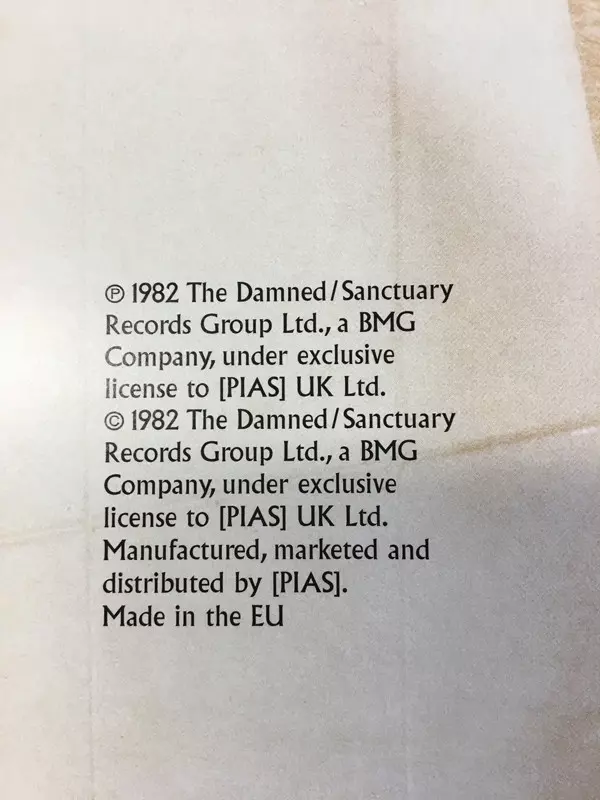 ℗ 1982 The Damned/Sanctuary
Records Group Ltd., a BMG
Company, under exclusive
license to [PIAS] UK Ltd.
© 1982 The Damned/Sanctuary
Records Group Ltd., a BMG
Company, under exclusive
license to [PIAS] UK Ltd.
Manufactured, marketed and
distributed by [PIAS].
Made in the EU